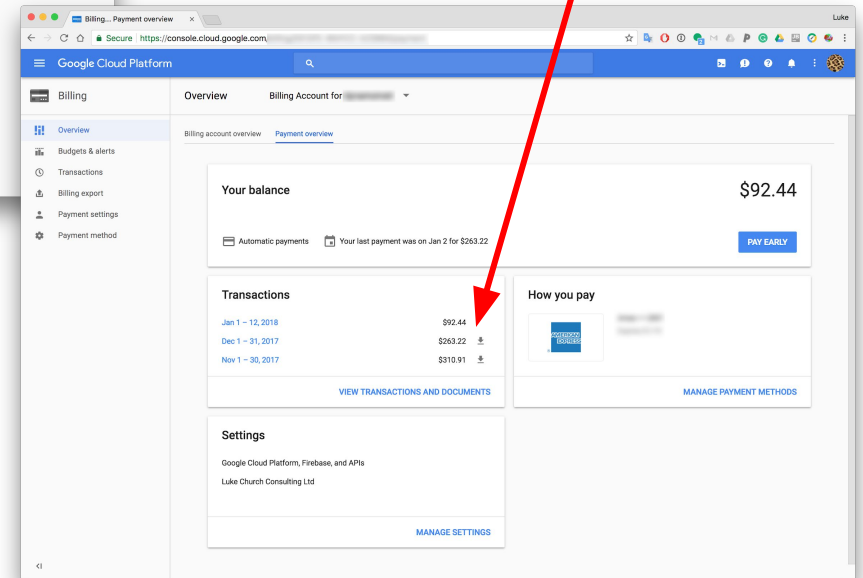 Billing... Payment overview
Luke
Secure https://console.cloud.google.com/
Google Cloud Platform
Billing
Overview Billing Account for
Overview
Budgets & alerts
Transactions
Billing export
Payment settings
Payment method
Billing account overview Payment overview
Your balance $92.44
Automatic payments Your last payment was on Jan 2 for $263.22
PAY EARLY
Transactions
Jan 1 – 12, 2018 $92.44
Dec 1 – 31, 2017 $263.22
Nov 1 – 30, 2017 $310.91
VIEW TRANSACTIONS AND DOCUMENTS
How you pay
AMERICAN
EXPRESS
MANAGE PAYMENT METHODS
Settings
Google Cloud Platform, Firebase, and APIs
Luke Church Consulting Ltd
MANAGE SETTINGS